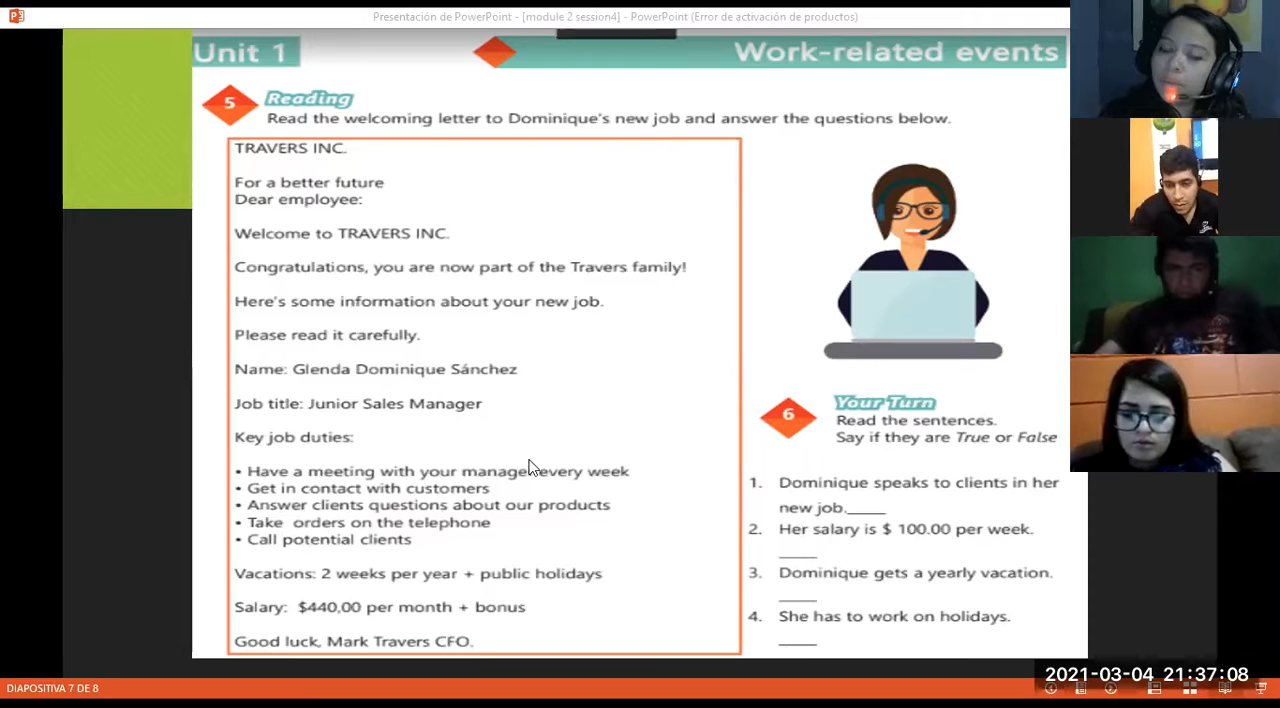 Presentación de PowerPoint - [module 2 session4] - PowerPoint (Error de activación de productos)
Unit 1
Work-related events
5
Reading
Read the welcoming letter to Dominique's new job and answer the questions below.
TRAVERS INC.
For a better future
Dear employee:
Welcome to TRAVERS INC.
Congratulations, you are now part of the Travers family!
Here's some information about your new job.
Please read it carefully.
Name: Glenda Dominique Sánchez
Job title: Junior Sales Manager
Key job duties:
• Have a meeting with your manager every week
• Get in contact with customers
• Answer clients questions about our products
• Take orders on the telephone
• Call potential clients
Vacations: 2 weeks per year + public holidays
Salary: $440,00 per month + bonus
Good luck, Mark Travers CFO.
6
Your Turn
Read the sentences.
Say if they are True or False
1. Dominique speaks to clients in her
new job._____
2. Her salary is $ 100.00 per week.
_____
3. Dominique gets a yearly vacation.
_____
4. She has to work on holidays.
_____
2021-03-04 21:37:08
DIAPOSITIVA 7 DE 8